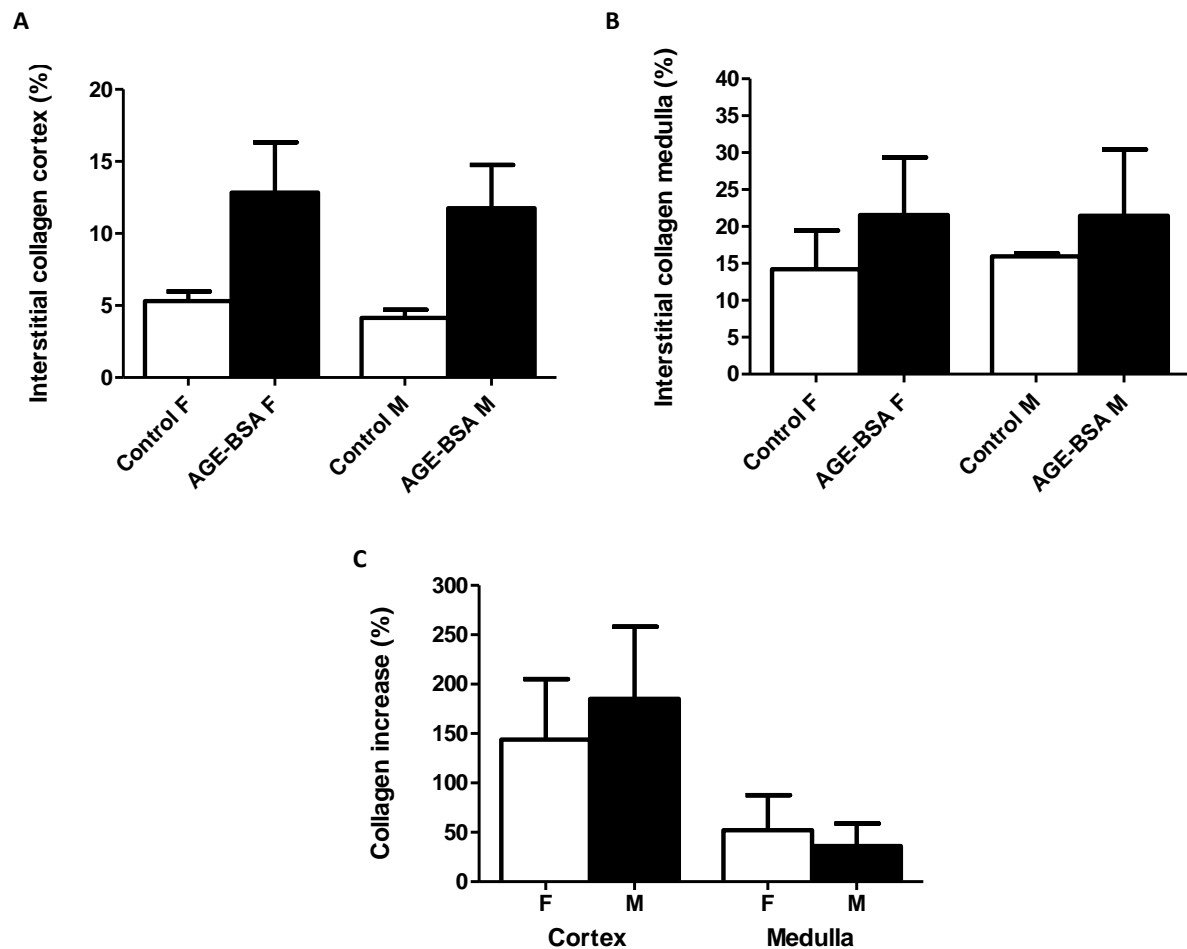 A
Interstitial collagen cortex (%)
20
15
10
5
0
Control F
AGE-BSA F
Control M
AGE-BSA M
B
Interstitial collagen medulla (%)
40
35
30
25
20
15
10
5
0
Control F
AGE-BSA F
Control M
AGE-BSA M
C
Collagen increase (%)
300
250
200
150
100
50
0
F M F M
Cortex Medulla